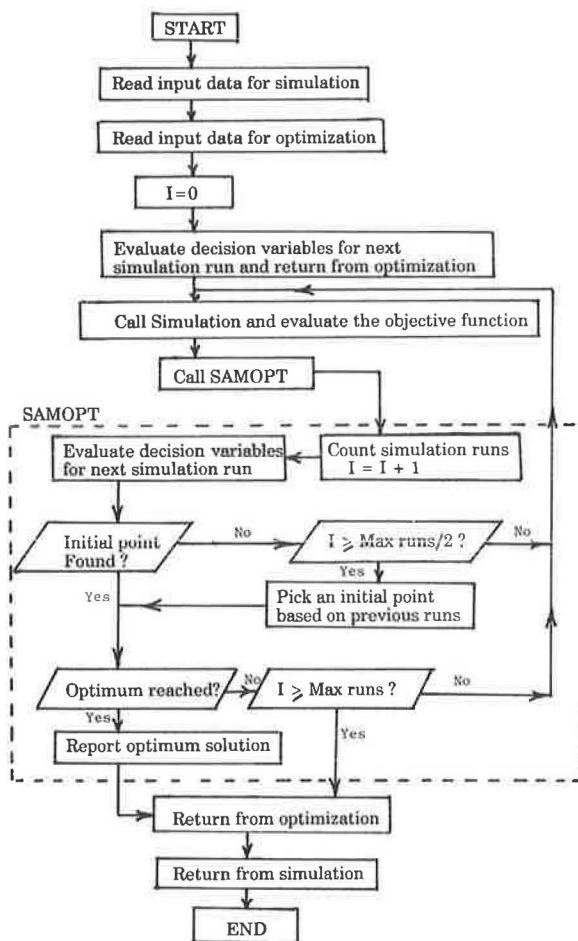 START
Read input data for simulation
Read input data for optimization
I=0
Evaluate decision variables for next
simulation run and return from optimization
Call Simulation and evaluate the objective function
Call SAMOPT
SAMOPT
Evaluate decision variables
for next simulation run
Count simulation runs
I = I + 1
Initial point
Found ?
No
I ⩾ Max runs/2 ?
No
Yes
Yes
Pick an initial point
based on previous runs
Optimum reached?
No
I ⩾ Max runs ?
No
Yes
Yes
Report optimum solution
Return from optimization
Return from simulation
END